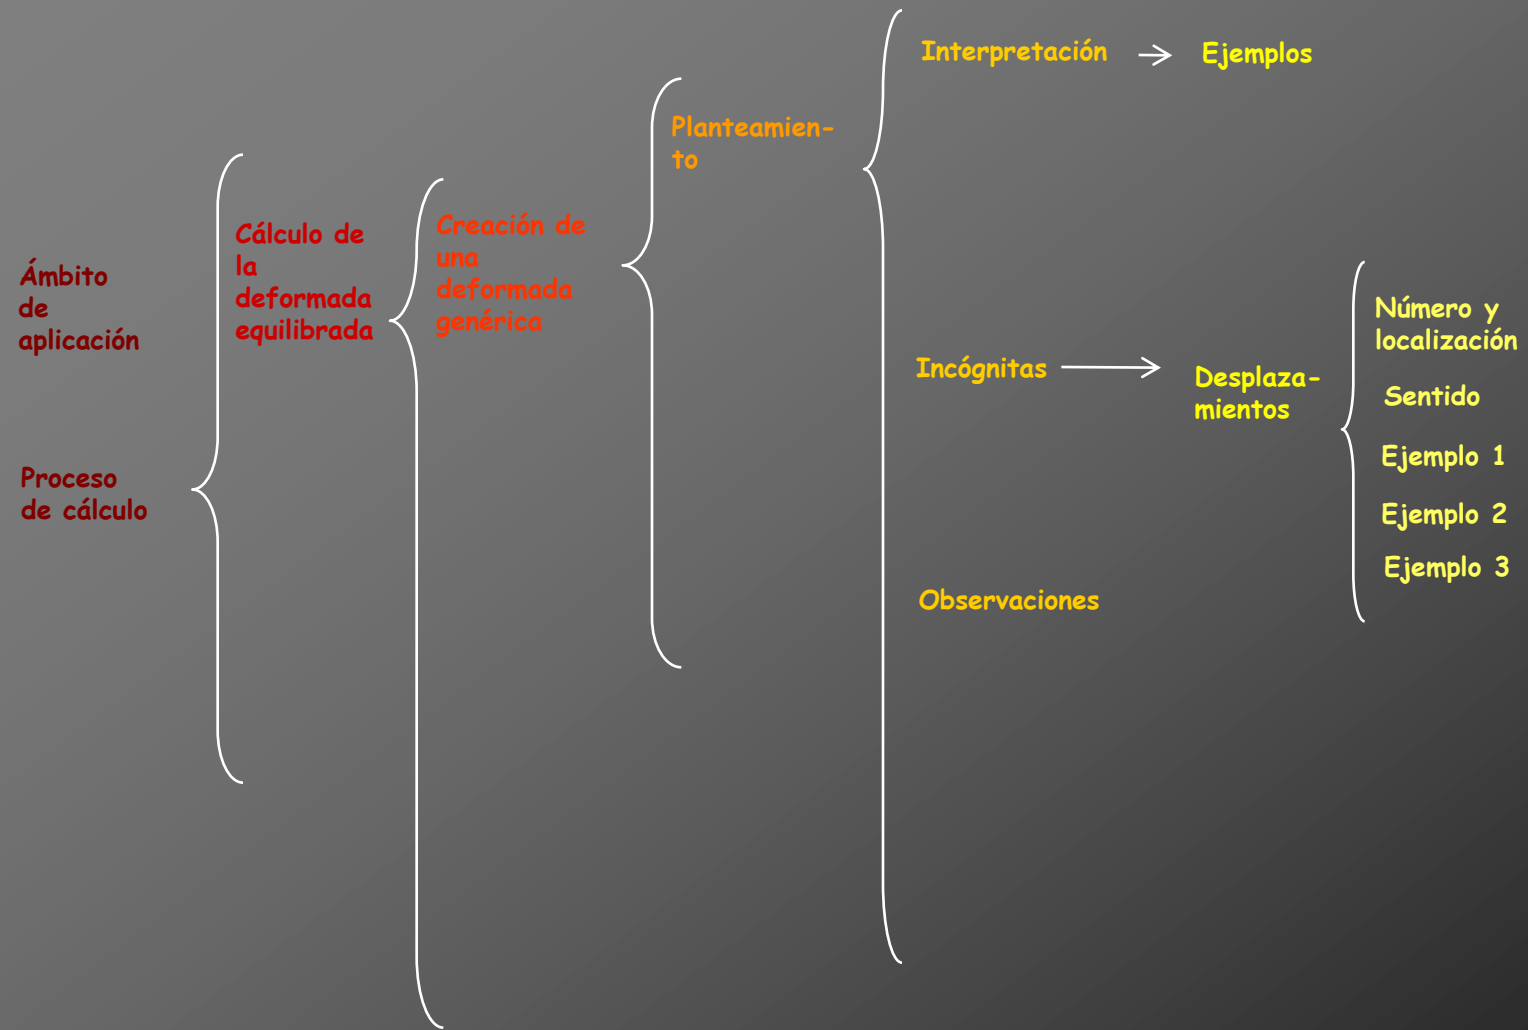 Ámbito
de
aplicación
Proceso
de cálculo
Cálculo de
la
deformada
equilibrada
Creación de
una
deformada
genérica
Planteamien-
to
Interpretación
Ejemplos
Incógnitas
Desplaza-
mientos
Número y
localización
Sentido
Ejemplo 1
Ejemplo 2
Ejemplo 3
Observaciones